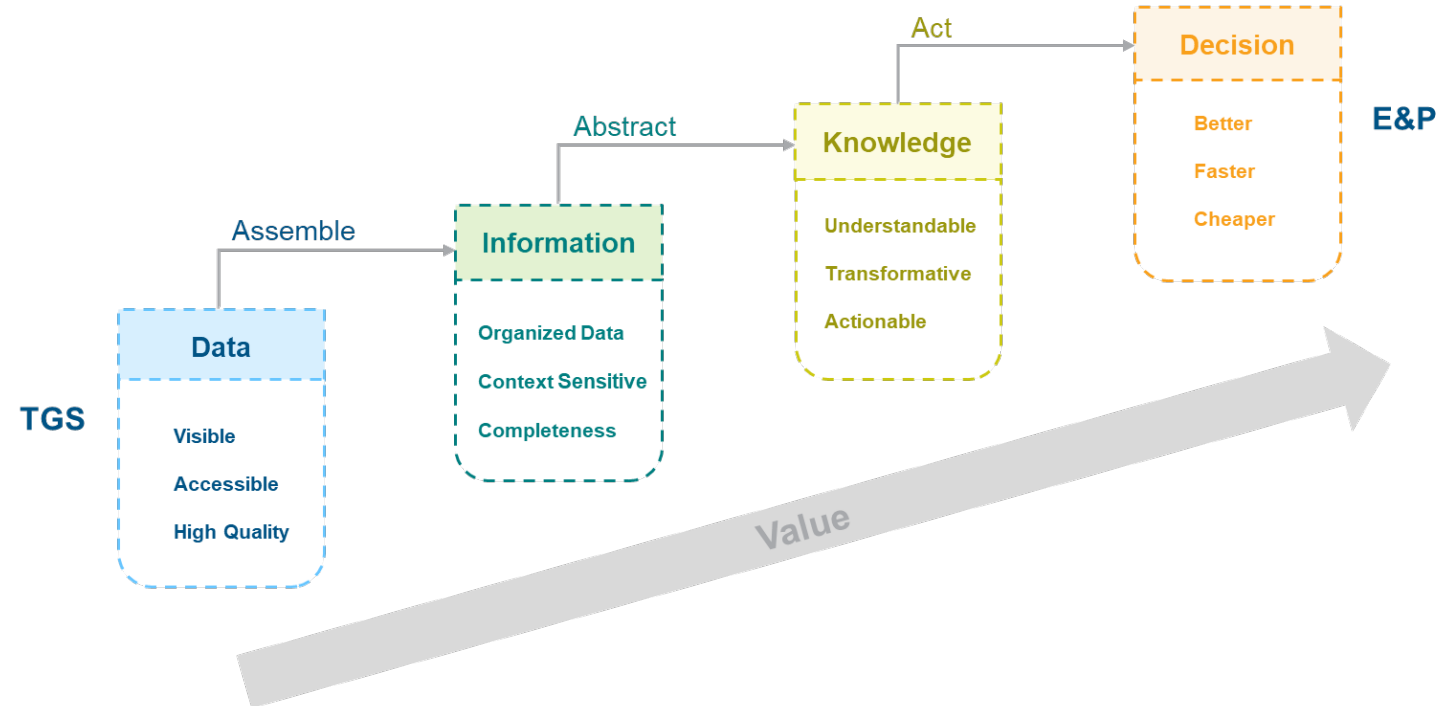 TGS
Data
Visible
Accessible
High Quality
Assemble
Information
Organized Data
Context Sensitive
Completeness
Abstract
Knowledge
Understandable
Transformative
Actionable
Act
Decision
Better
Faster
Cheaper
E&P
Value